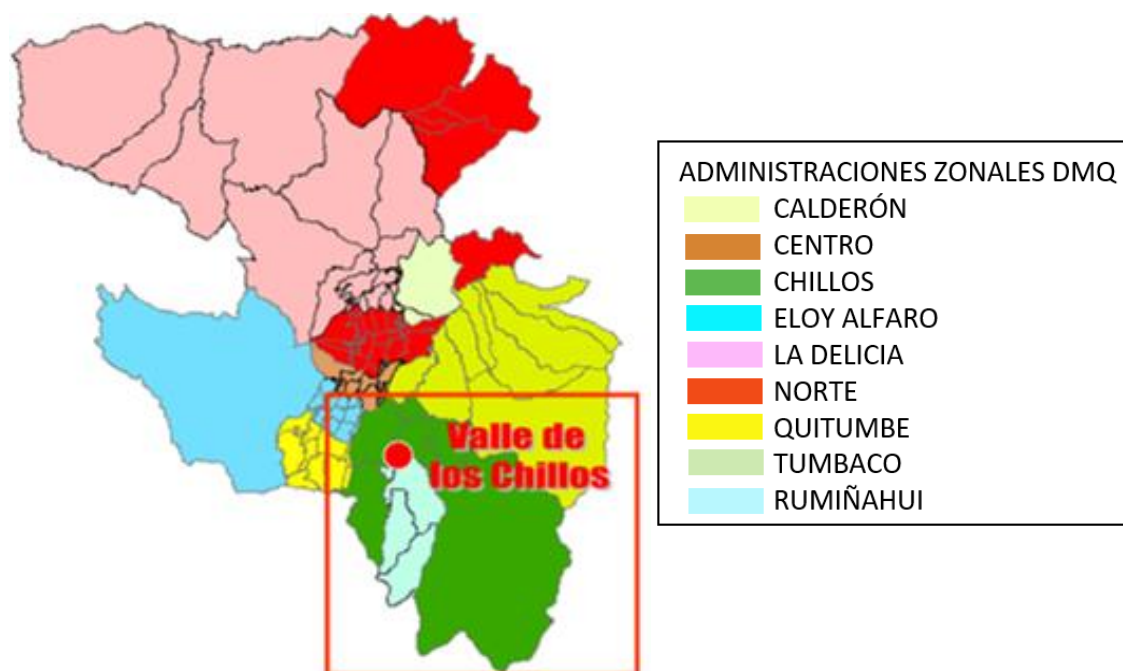 Valle de
los Chillos
ADMINISTRACIONES ZONALES DMQ
CALDERÓN
CENTRO
CHILLOS
ELOY ALFARO
LA DELICIA
NORTE
QUITUMBE
TUMBACO
RUMIÑAHUI